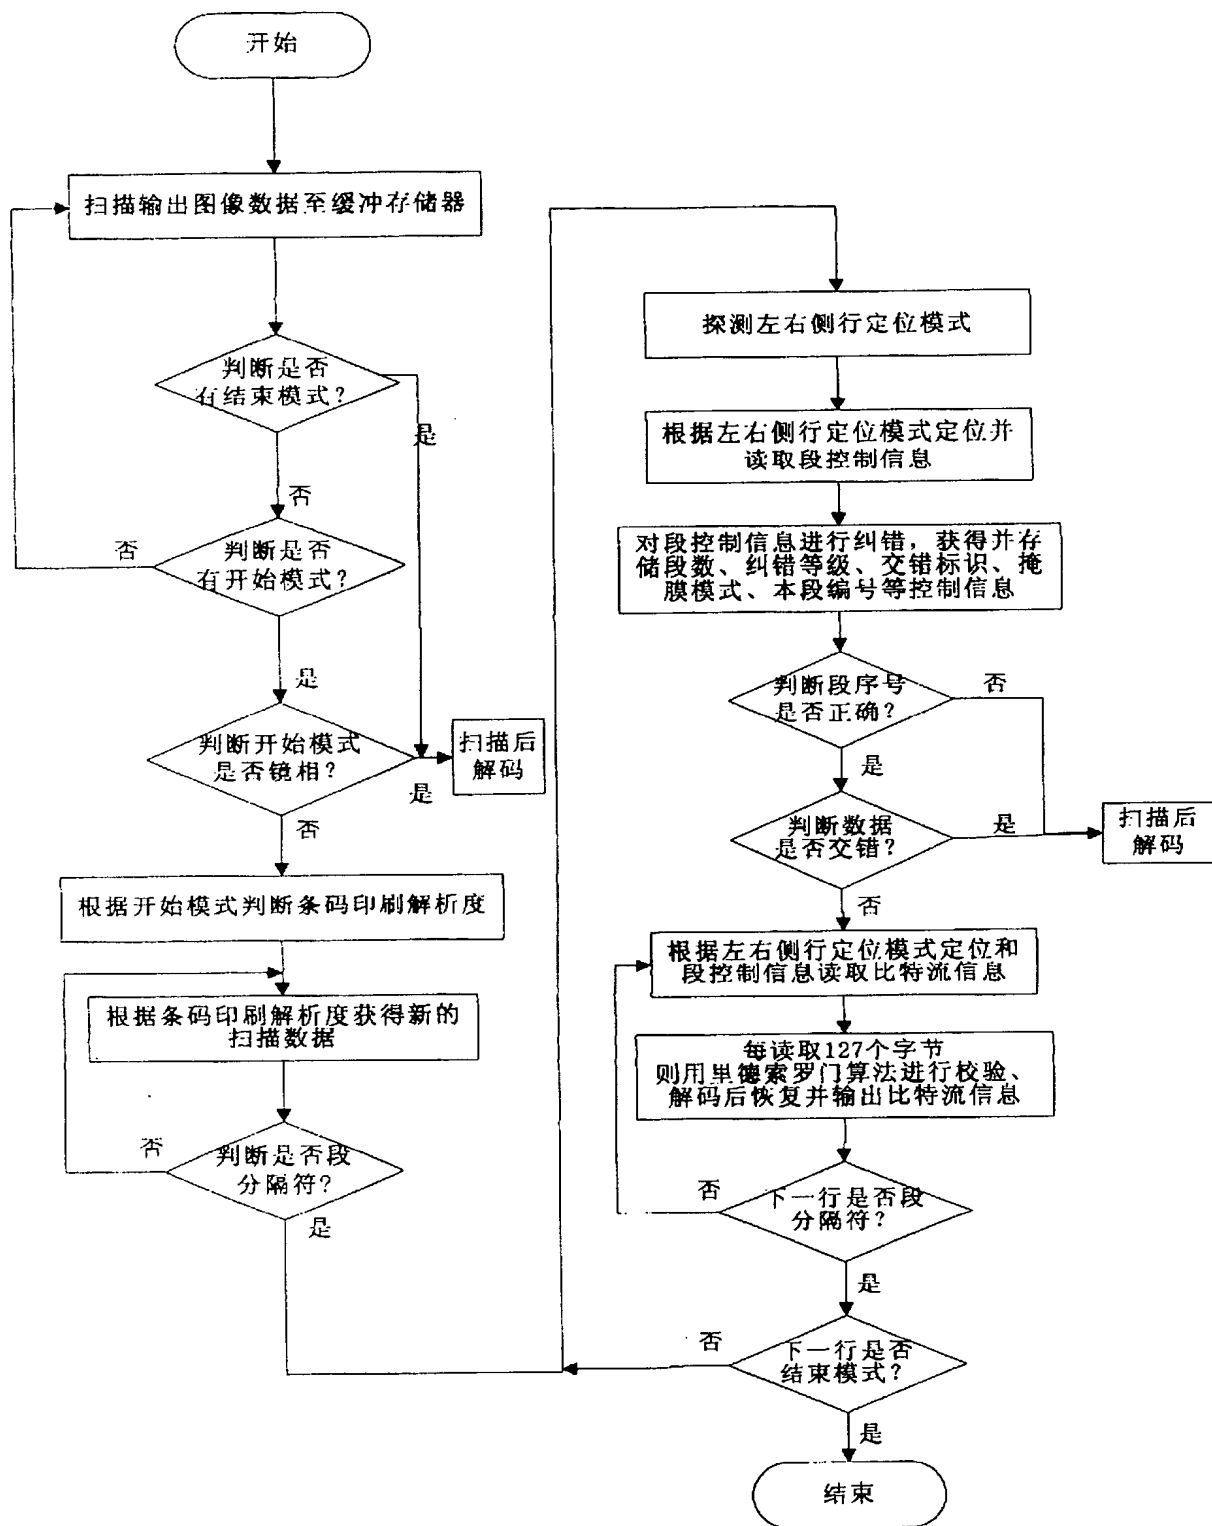 开始
扫描输出图像数据至缓冲存储器
判断是否
有结束模式?
是
否
判断是否
有开始模式?
否
是
判断开始模式
是否镜相?
是
扫描后
解码
否
根据开始模式判断条码印刷解析度
根据条码印刷解析度获得新的
扫描数据
判断是否段
分隔符?
否
是
探测左右侧行定位模式
根据左右侧行定位模式定位并
读取段控制信息
对段控制信息进行纠错，获得并存
储段数、纠错等级、交错标识、掩
膜模式、本段编号等控制信息
判断段序号
是否正确?
否
是
判断数据
是否交错?
是
扫描后
解码
否
根据左右侧行定位模式定位和
段控制信息读取比特流信息
每读取127个字节
则用里德索罗门算法进行校验、
解码后恢复并输出比特流信息
下一行是否段
分隔符?
否
是
下一行是否
结束模式?
否
是
结束